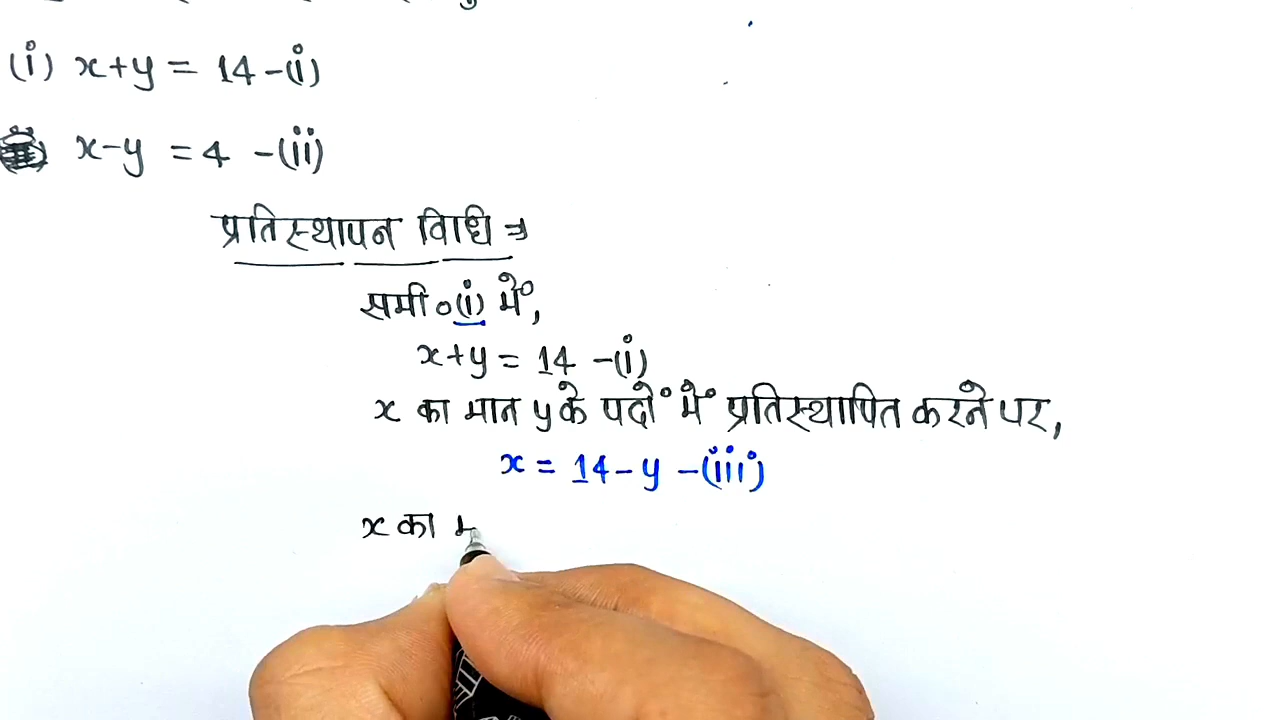 (i) x+y = 14 -(i)
x-y = 4 -(ii)
प्रतिस्थापन विधि ⇒
समी०(i) में,
x+y = 14 -(i)
x का मान y के पदों में प्रतिस्थापित करने पर,
x = 14-y -(iii)
x का